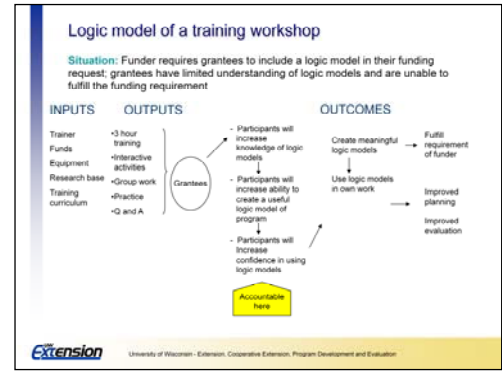 Logic model of a training workshop
Situation: Funder requires grantees to include a logic model in their funding
request; grantees have limited understanding of logic models and are unable to
fulfill the funding requirement
INPUTS
OUTPUTS
OUTCOMES
Trainer
Funds
Equipment
Research base
Training
curriculum
•3 hour
training
•Interactive
activities
•Group work
•Practice
•Q and A
Grantees
- Participants will
increase
knowledge of logic
models
- Participants will
increase ability to
create a useful
logic model of
program
- Participants will
Increase
confidence in using
logic models
Accountable
here
Create meaningful
logic models
Use logic models
in own work
Fulfill
requirement
of funder
Improved
planning
Improved
evaluation
Extension
University of Wisconsin - Extension, Cooperative Extension, Program Development and Evaluation